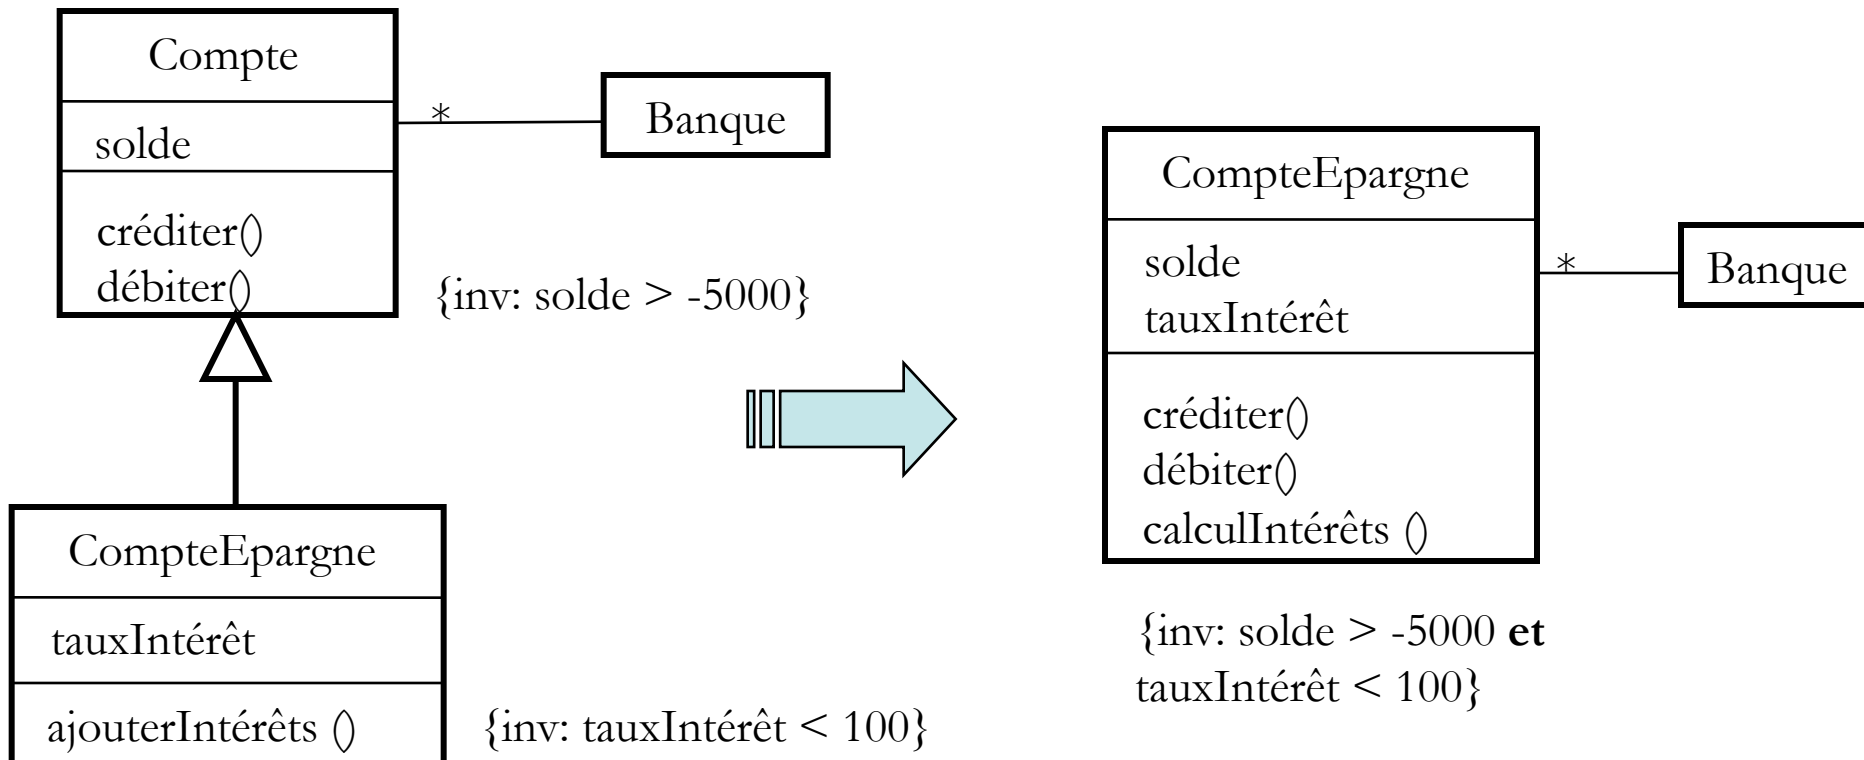 Compte
solde
créditer()
débiter()
*
Banque
{inv: solde > -5000}
CompteEpargne
tauxIntérêt
ajouterIntérêts ()
{inv: tauxIntérêt < 100}
CompteEpargne
solde
tauxIntérêt
créditer()
débiter()
calculIntérêts ()
*
Banque
{inv: solde > -5000 et
tauxIntérêt < 100}